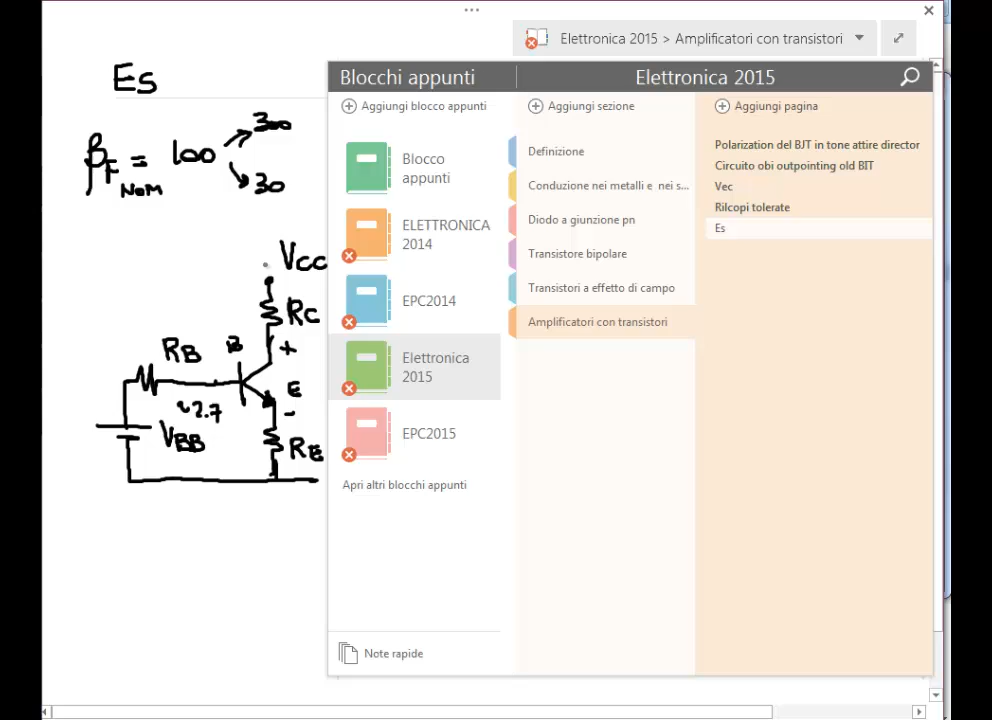 Elettronica 2015 > Amplificatori con transistori
Es
βF = 100
NOM
300
30
VCC
RC
RB
B
+
E
-
~2.7
VBB
RE
Blocchi appunti
Elettronica 2015
Aggiungi blocco appunti
Aggiungi sezione
Aggiungi pagina
Blocco
appunti
ELETTRONICA
2014
EPC2014
Elettronica
2015
EPC2015
Apri altri blocchi appunti
Note rapide
Definizione
Conduzione nei metalli e nei s...
Diodo a giunzione pn
Transistore bipolare
Transistori a effetto di campo
Amplificatori con transistori
Polarization del BJT in tone attire director
Circuito obi outpointing old BIT
Vec
Rilcopi tolerate
Es